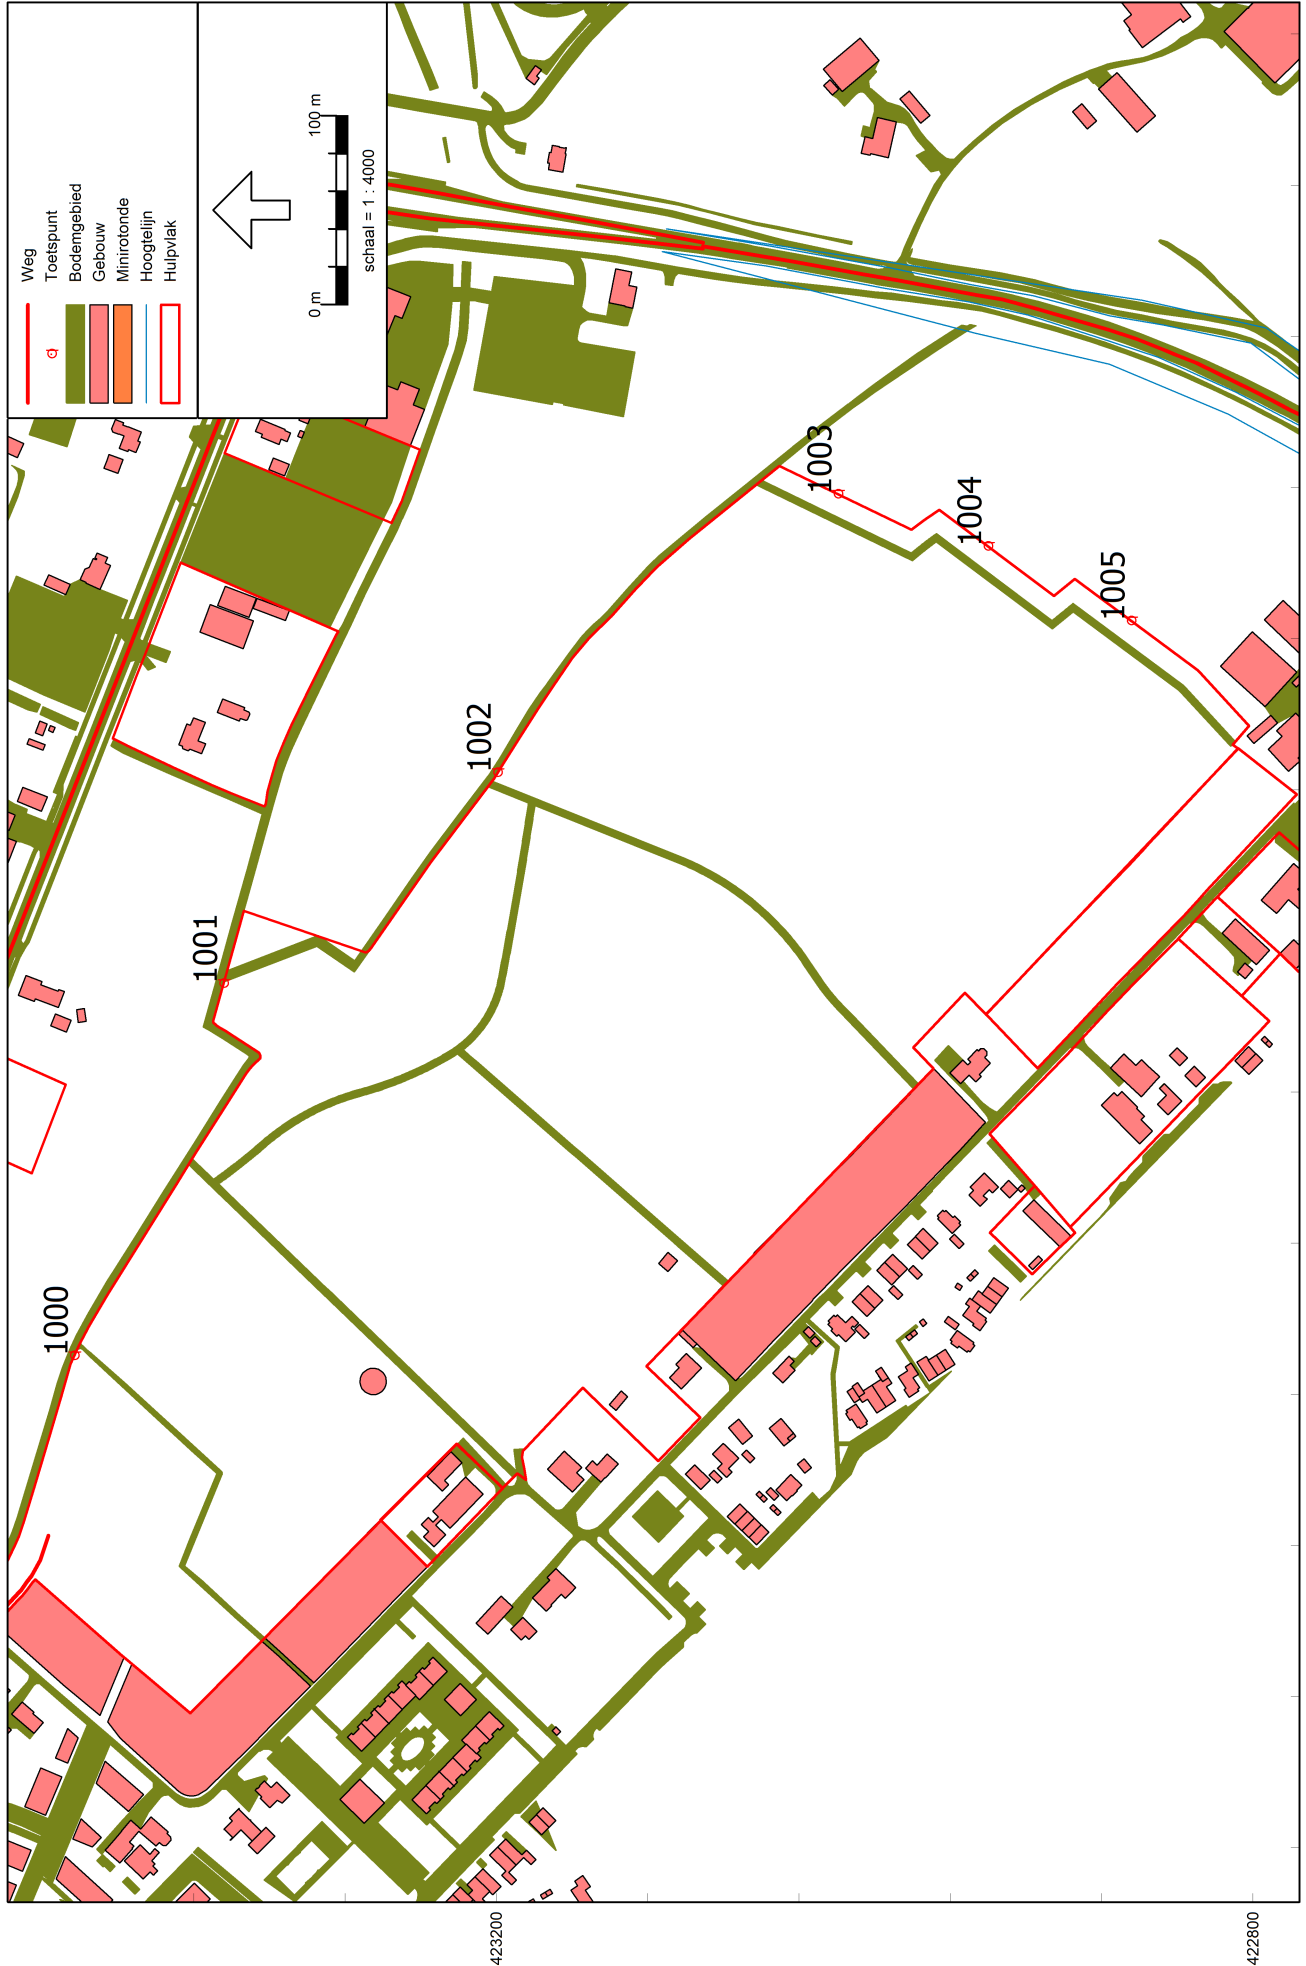 Weg
Toetspunt
Bodemgebied
Gebouw
Minirotonde
Hoogtelijn
Hulpvlak
0 m
100 m
schaal = 1 : 4000
1000
1001
1002
1003
1004
1005
423200
422800